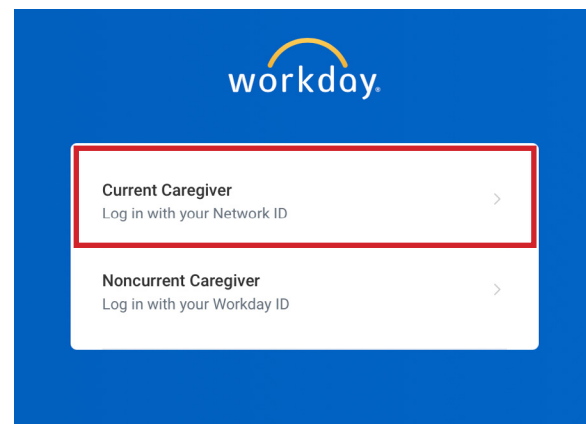 workday.
Current Caregiver
Log in with your Network ID
Noncurrent Caregiver
Log in with your Workday ID